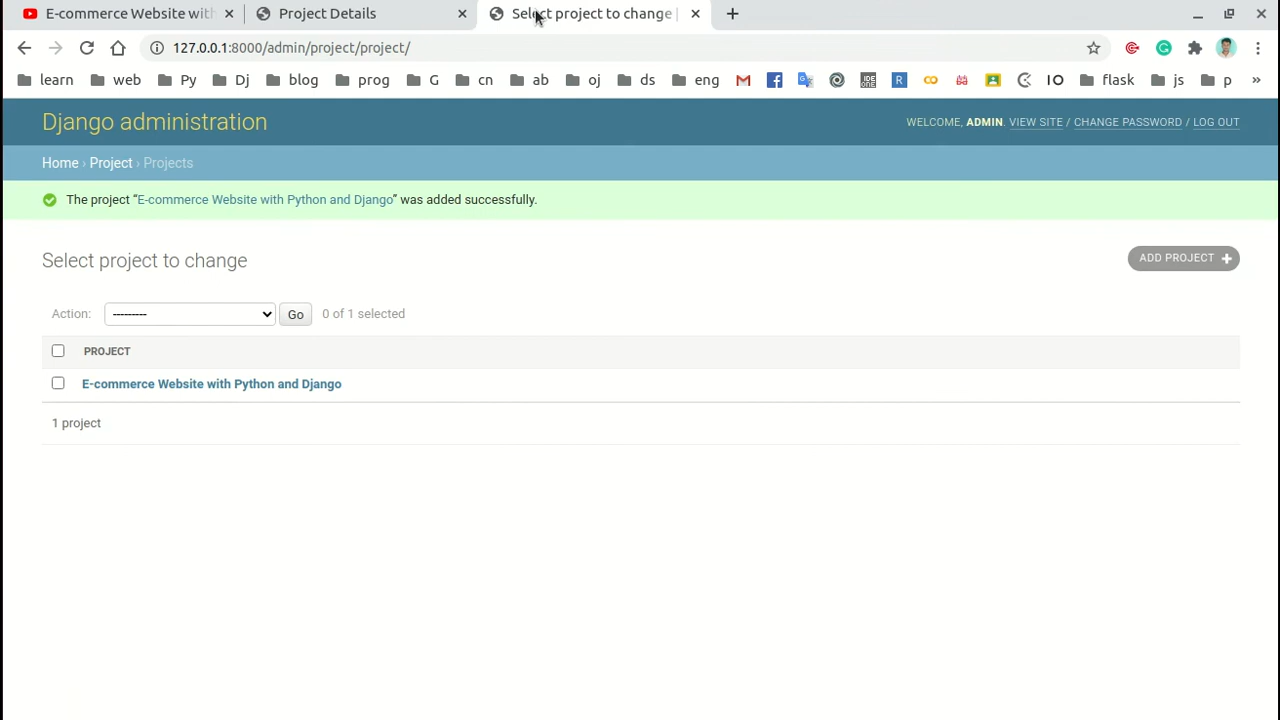 E-commerce Website with
Project Details
Select project to change
127.0.0.1:8000/admin/project/project/
learn web Py Dj blog prog G cn ab oj ds eng IDE ONE R IO flask js p »
Django administration
WELCOME, ADMIN. VIEW SITE / CHANGE PASSWORD / LOG OUT
Home › Project › Projects
The project “E-commerce Website with Python and Django” was added successfully.
Select project to change
ADD PROJECT +
Action: --------- Go 0 of 1 selected
PROJECT
E-commerce Website with Python and Django
1 project